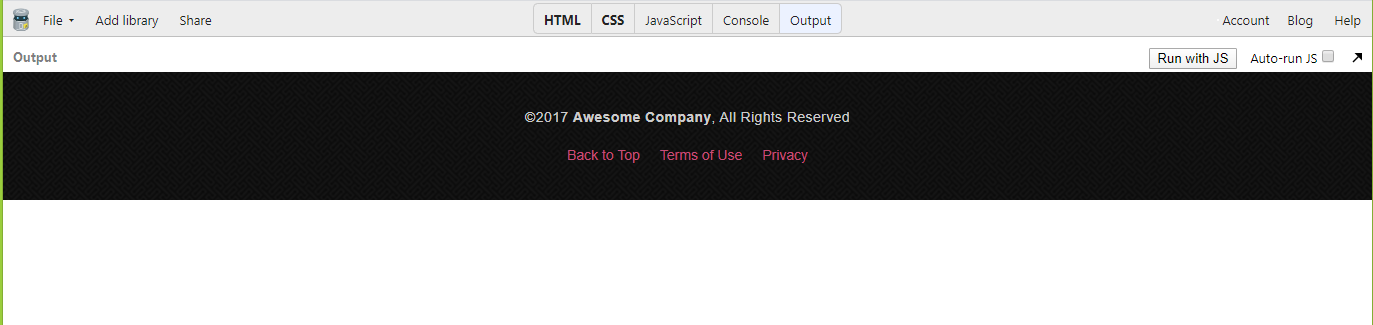 File Add library Share HTML CSS JavaScript Console Output Account Blog Help
Output Run with JS Auto-run JS
©2017 Awesome Company, All Rights Reserved
Back to Top Terms of Use Privacy